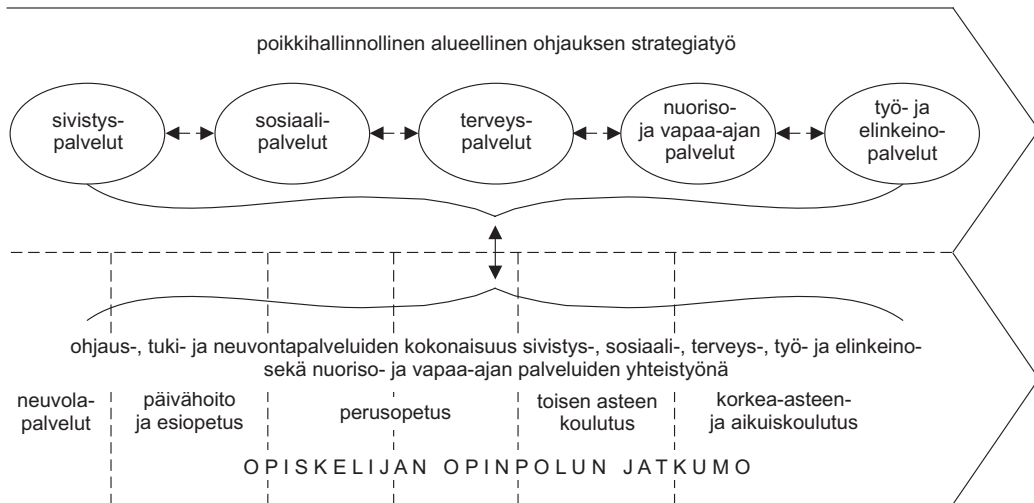 poikkihallinnollinen alueellinen ohjauksen strategiatyö
sivistys-
palvelut
sosiaali-
palvelut
terveys-
palvelut
nuoriso-
ja vapaa-ajan
palvelut
työ- ja
elinkeino-
palvelut
ohjaus-, tuki- ja neuvontapalveluiden kokonaisuus sivistys-, sosiaali-, terveys-, työ- ja elinkeino-
sekä nuoriso- ja vapaa-ajan palveluiden yhteistyönä
neuvola-
palvelut
päivähoito
ja esiopetus
perusopetus
toisen asteen
koulutus
korkea-asteen-
ja aikuiskoulutus
OPISKELIJAN OPINPOLUN JATKUMO